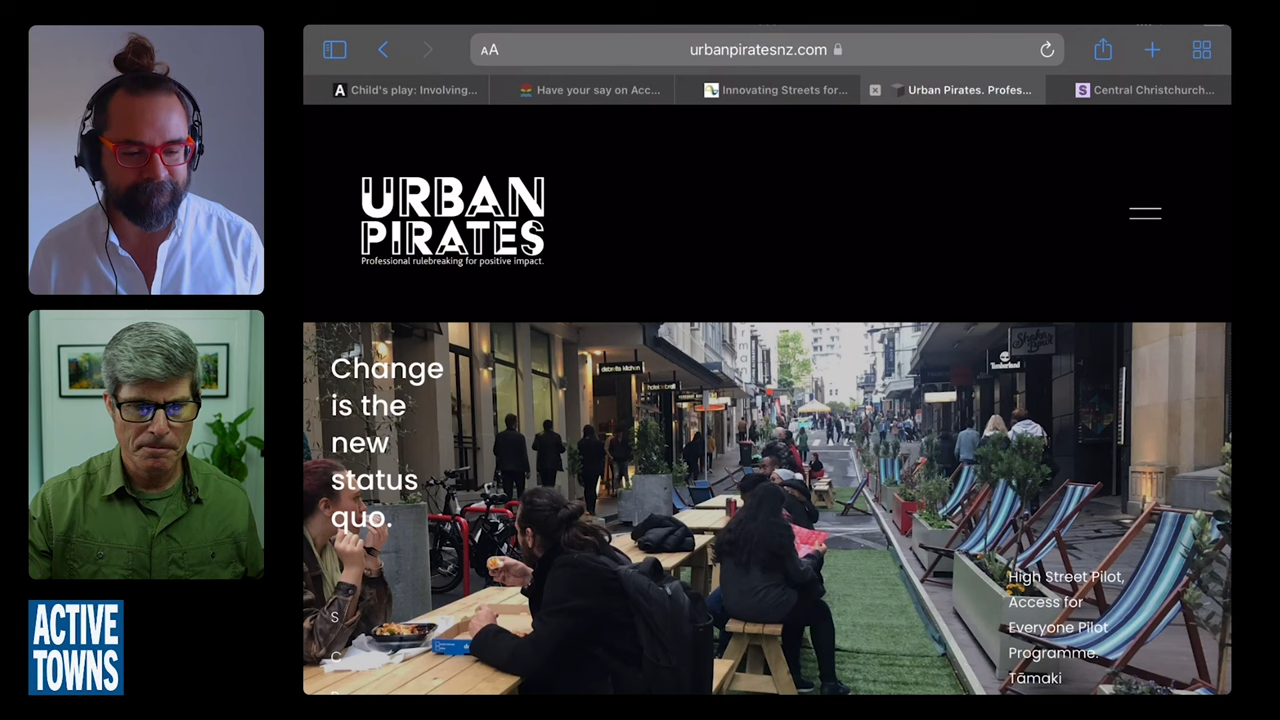 AA
urbanpiratesnz.com
A Child's play: Involving...
Have your say on Acc...
Innovating Streets for...
Urban Pirates. Profes...
S Central Christchurch...
URBAN
PIRATES
Professional rulebreaking for positive impact.
Change
is the
new
status
quo.
Timberland
S
C
High Street Pilot,
Access for
Everyone Pilot
Programme.
Tāmaki
ACTIVE
TOWNS